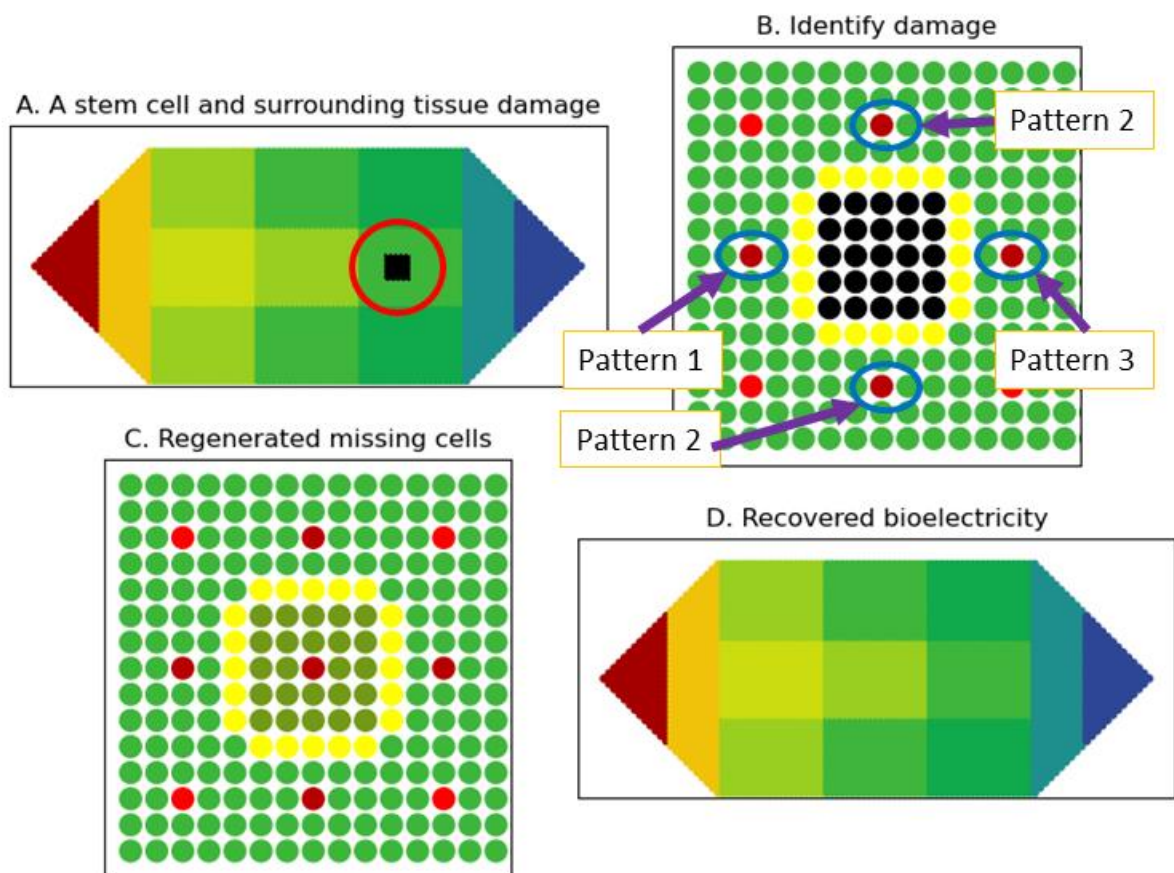 A. A stem cell and surrounding tissue damage
B. Identify damage
Pattern 2
Pattern 1
Pattern 3
Pattern 2
C. Regenerated missing cells
D. Recovered bioelectricity